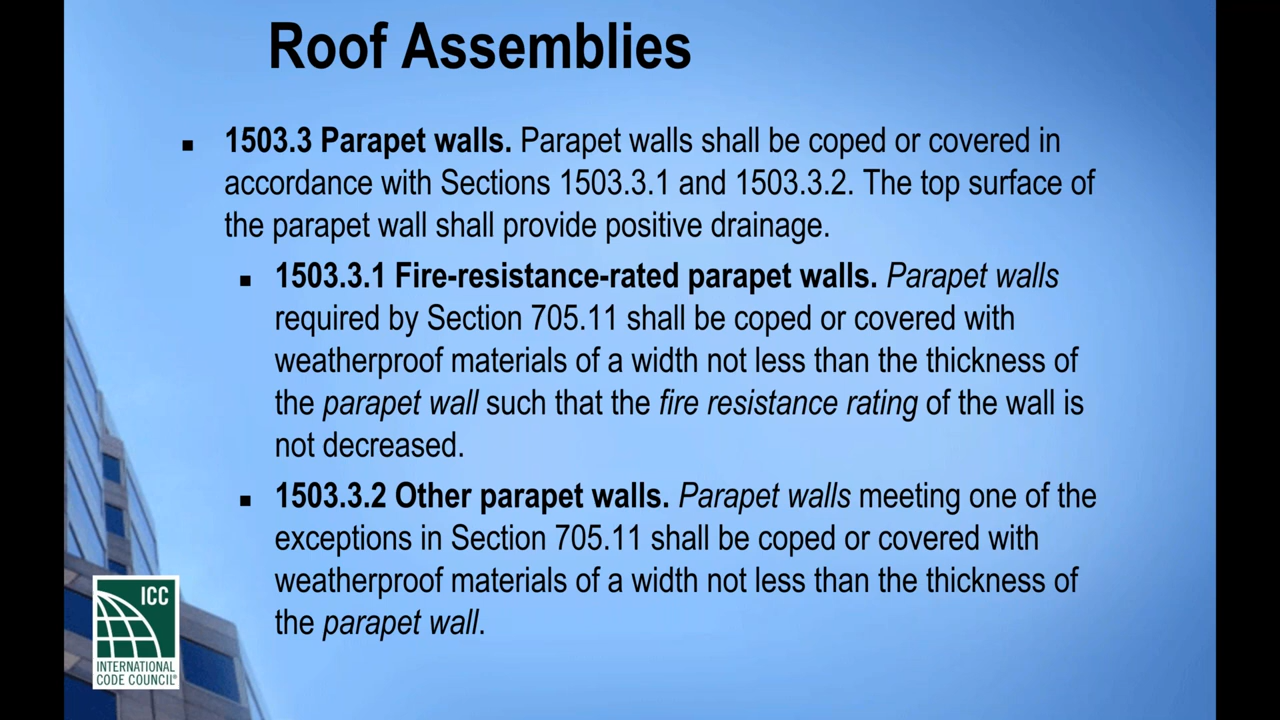 Roof Assemblies
■ 1503.3 Parapet walls. Parapet walls shall be coped or covered in
accordance with Sections 1503.3.1 and 1503.3.2. The top surface of
the parapet wall shall provide positive drainage.
■ 1503.3.1 Fire-resistance-rated parapet walls. Parapet walls
required by Section 705.11 shall be coped or covered with
weatherproof materials of a width not less than the thickness of
the parapet wall such that the fire resistance rating of the wall is
not decreased.
■ 1503.3.2 Other parapet walls. Parapet walls meeting one of the
exceptions in Section 705.11 shall be coped or covered with
weatherproof materials of a width not less than the thickness of
the parapet wall.
ICC
INTERNATIONAL
CODE COUNCIL®